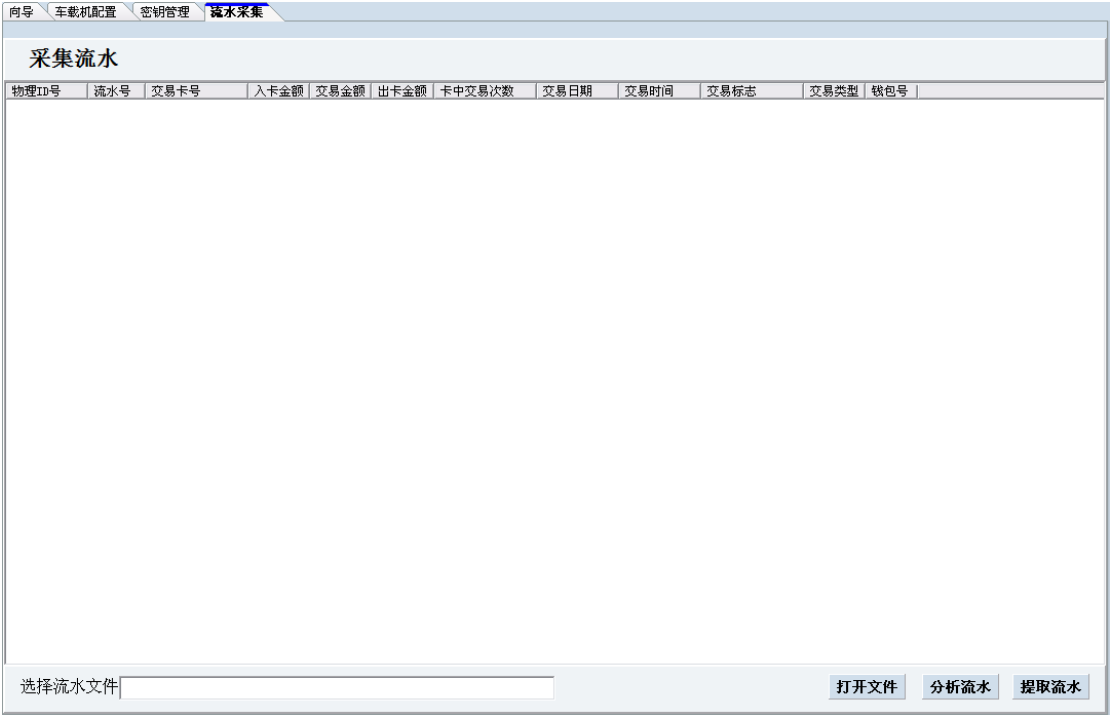 向导 车载机配置 密钥管理 流水采集
采集流水
物理ID号 流水号 交易卡号 入卡金额 交易金额 出卡金额 卡中交易次数 交易日期 交易时间 交易标志 交易类型 钱包号
选择流水文件 打开文件 分析流水 提取流水